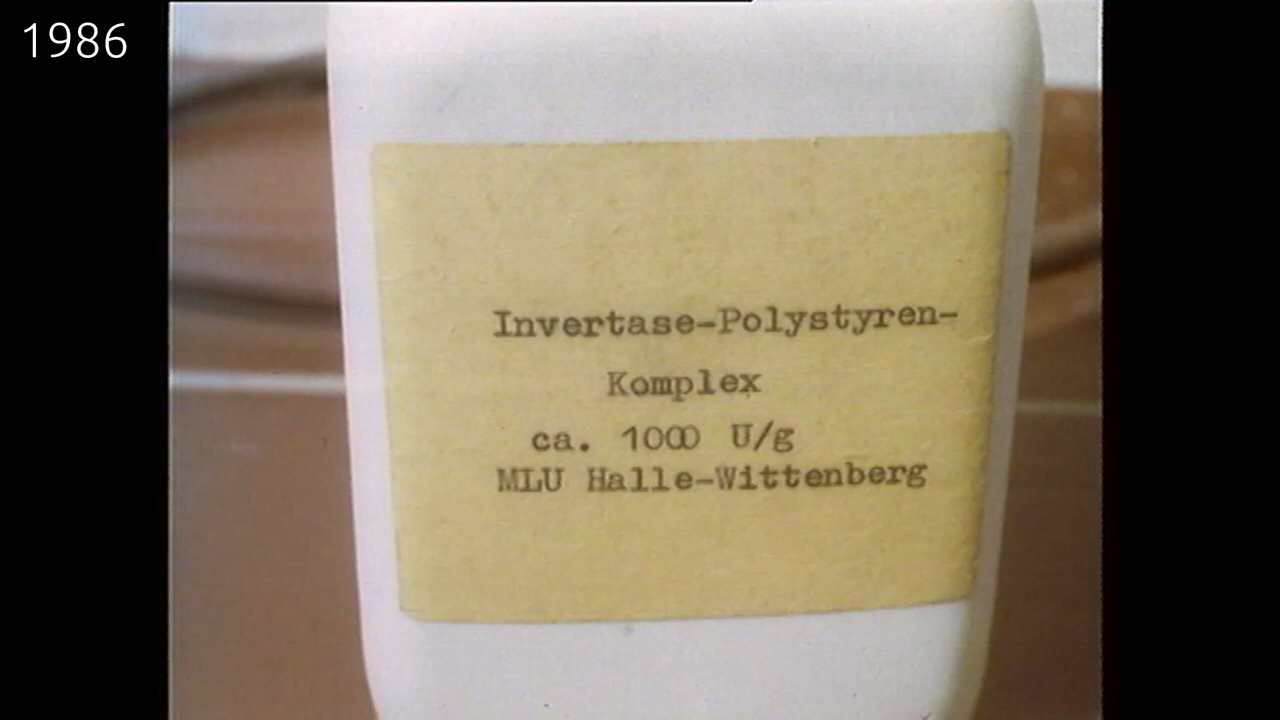 1986
Invertase-Polystyren-
Komplex
ca. 1000 U/g
MLU Halle-Wittenberg